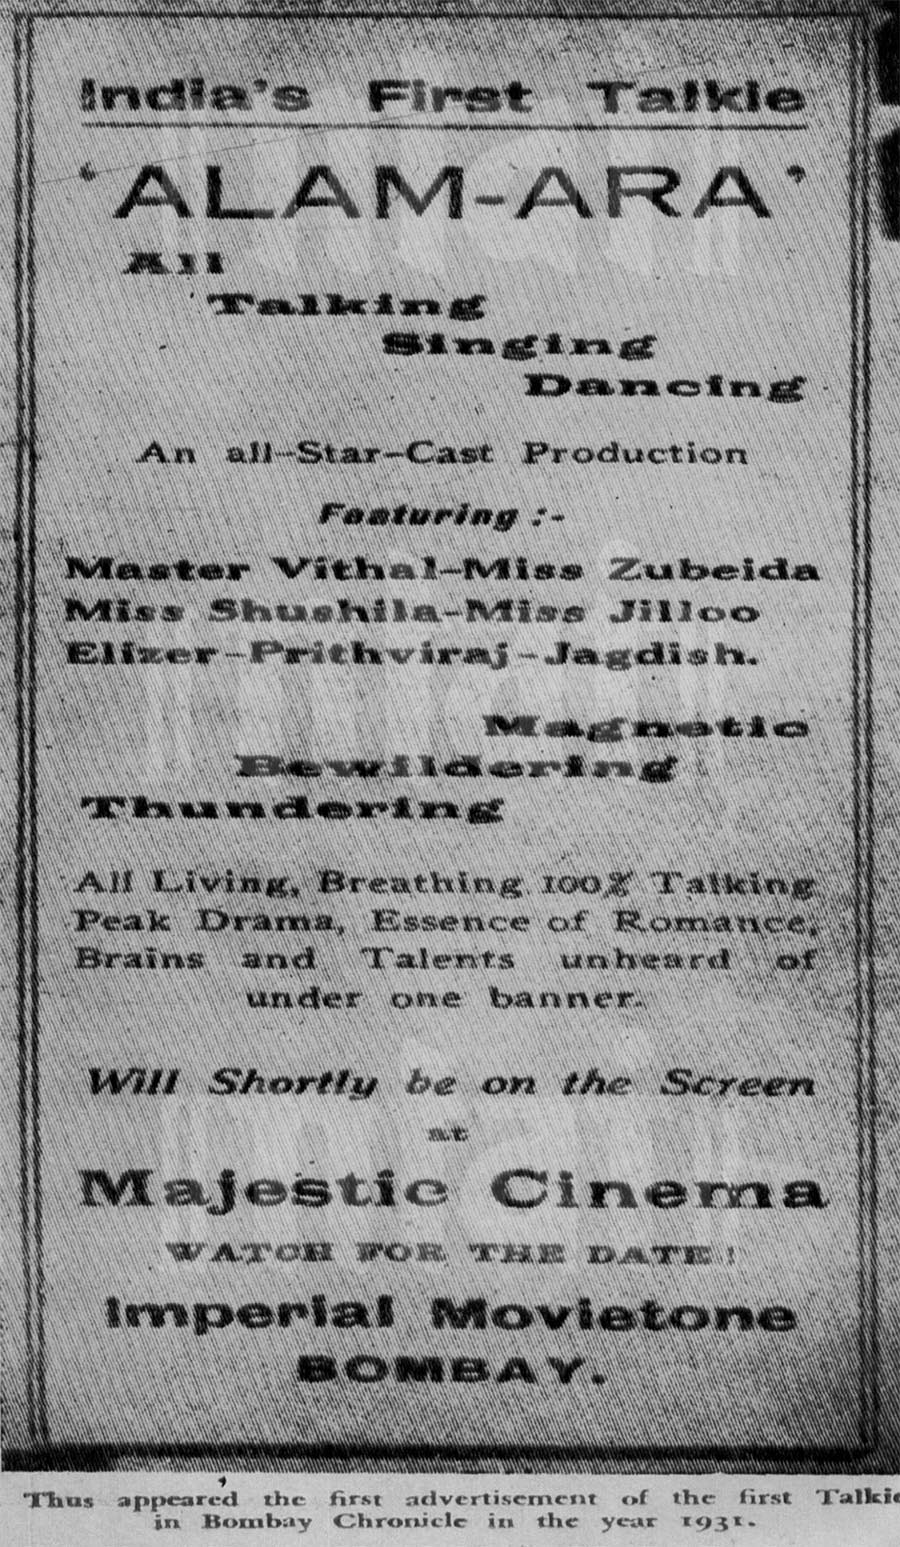 India's First Talkie
'ALAM-ARA'
All
Talking
Singing
Dancing
An all-Star-Cast Production
Featuring :-
Master Vithal-Miss Zubeida
Miss Shushila-Miss Jilloo
Elizer-Prithviraj-Jagdish.
Magnetic
Bewildering
Thundering
All Living, Breathing 100% Talking
Peak Drama, Essence of Romance,
Brains and Talents unheard of
under one banner.
Will Shortly be on the Screen
at
Majestic Cinema
WATCH FOR THE DATE!
Imperial Movietone
BOMBAY.
Thus appeared the first advertisement of the first Talkie
in Bombay Chronicle in the year 1931.